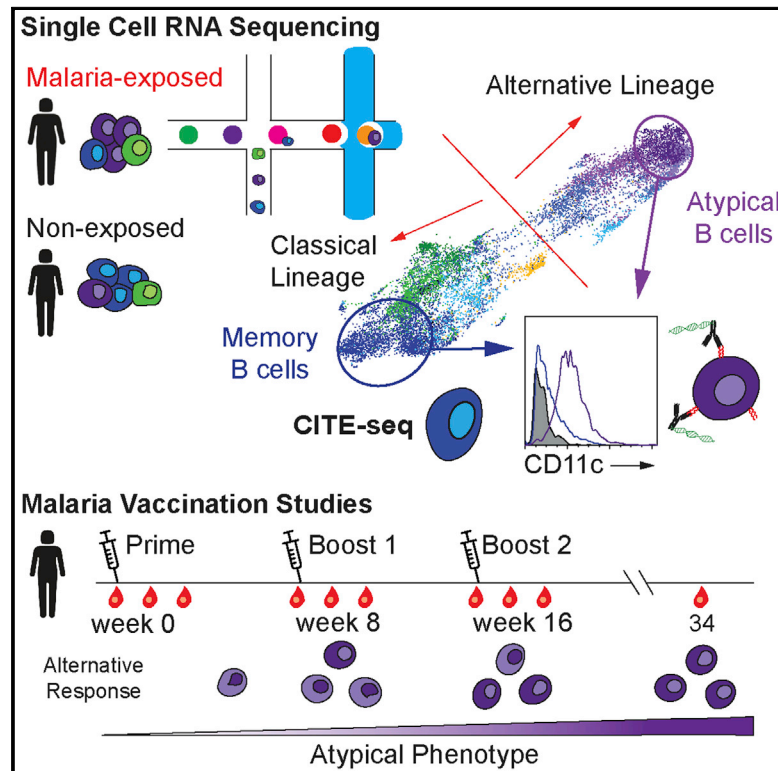 Single Cell RNA Sequencing
Malaria-exposed
Alternative Lineage
Non-exposed
Classical
Lineage
Atypical
B cells
Memory
B cells
CITE-seq
CD11c
Malaria Vaccination Studies
Prime
Boost 1
Boost 2
week 0
week 8
week 16
34
Alternative
Response
Atypical Phenotype